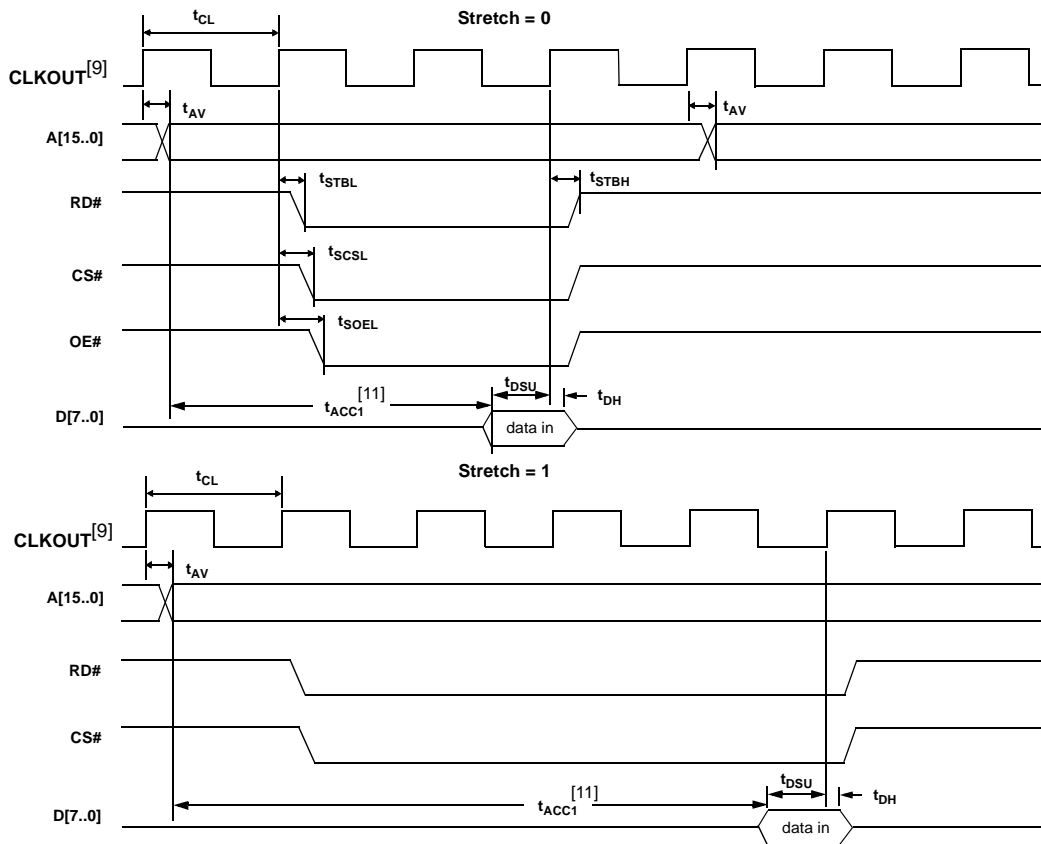 Stretch = 0
tCL
CLKOUT[9]
tAV
tAV
A[15..0]
tSTBL
tSTBH
RD#
tSCSL
CS#
tSOEL
OE#
tDSU
tACC1[11]
tDH
D[7..0]
data in
Stretch = 1
tCL
CLKOUT[9]
tAV
A[15..0]
RD#
CS#
tDSU
tACC1[11]
tDH
D[7..0]
data in